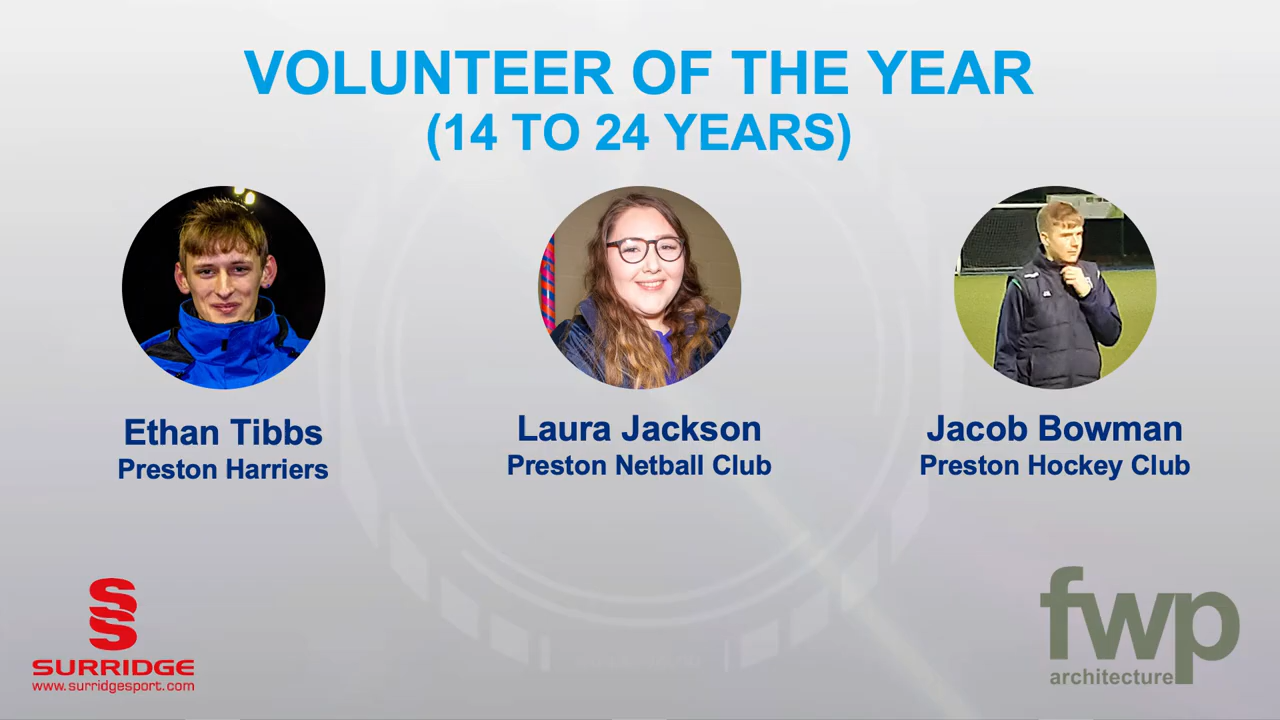 VOLUNTEER OF THE YEAR
(14 TO 24 YEARS)
Ethan Tibbs
Preston Harriers
Laura Jackson
Preston Netball Club
Jacob Bowman
Preston Hockey Club
SURRIDGE
www.surridgesport.com
fwp
architecture